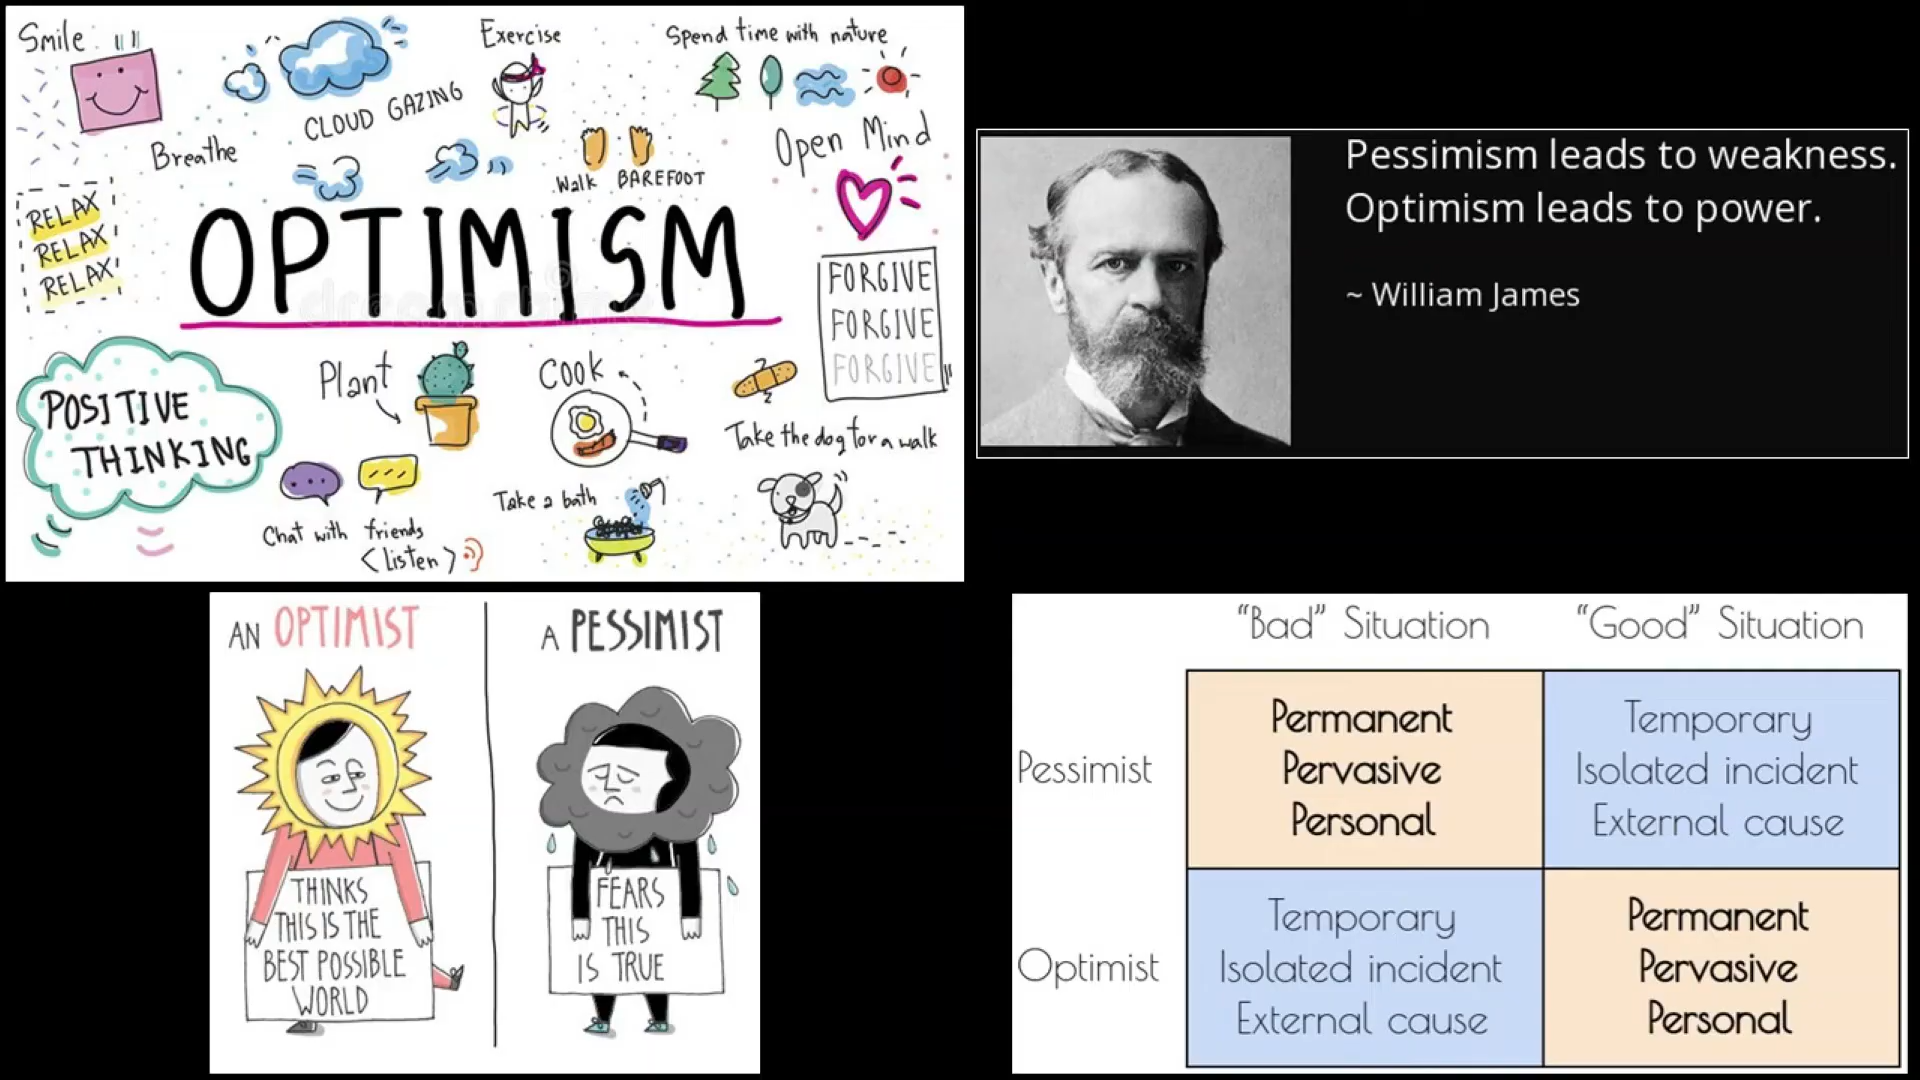 Smile
Exercise
Spend time with nature
CLOUD GAZING
Breathe
Open Mind
Walk BAREFOOT
RELAX
RELAX
RELAX
OPTIMISM
dreamstime
FORGIVE
FORGIVE
FORGIVE
POSITIVE
THINKING
Plant
COOK
Take the dog for a walk
Take a bath
Chat with friends
<listen>
Pessimism leads to weakness.
Optimism leads to power.
~ William James
AN OPTIMIST
THINKS
THIS IS THE
BEST POSSIBLE
WORLD
A PESSIMIST
FEARS
THIS
IS TRUE
“Bad” Situation
“Good” Situation
Pessimist
Permanent
Pervasive
Personal
Temporary
Isolated incident
External cause
Optimist
Temporary
Isolated incident
External cause
Permanent
Pervasive
Personal